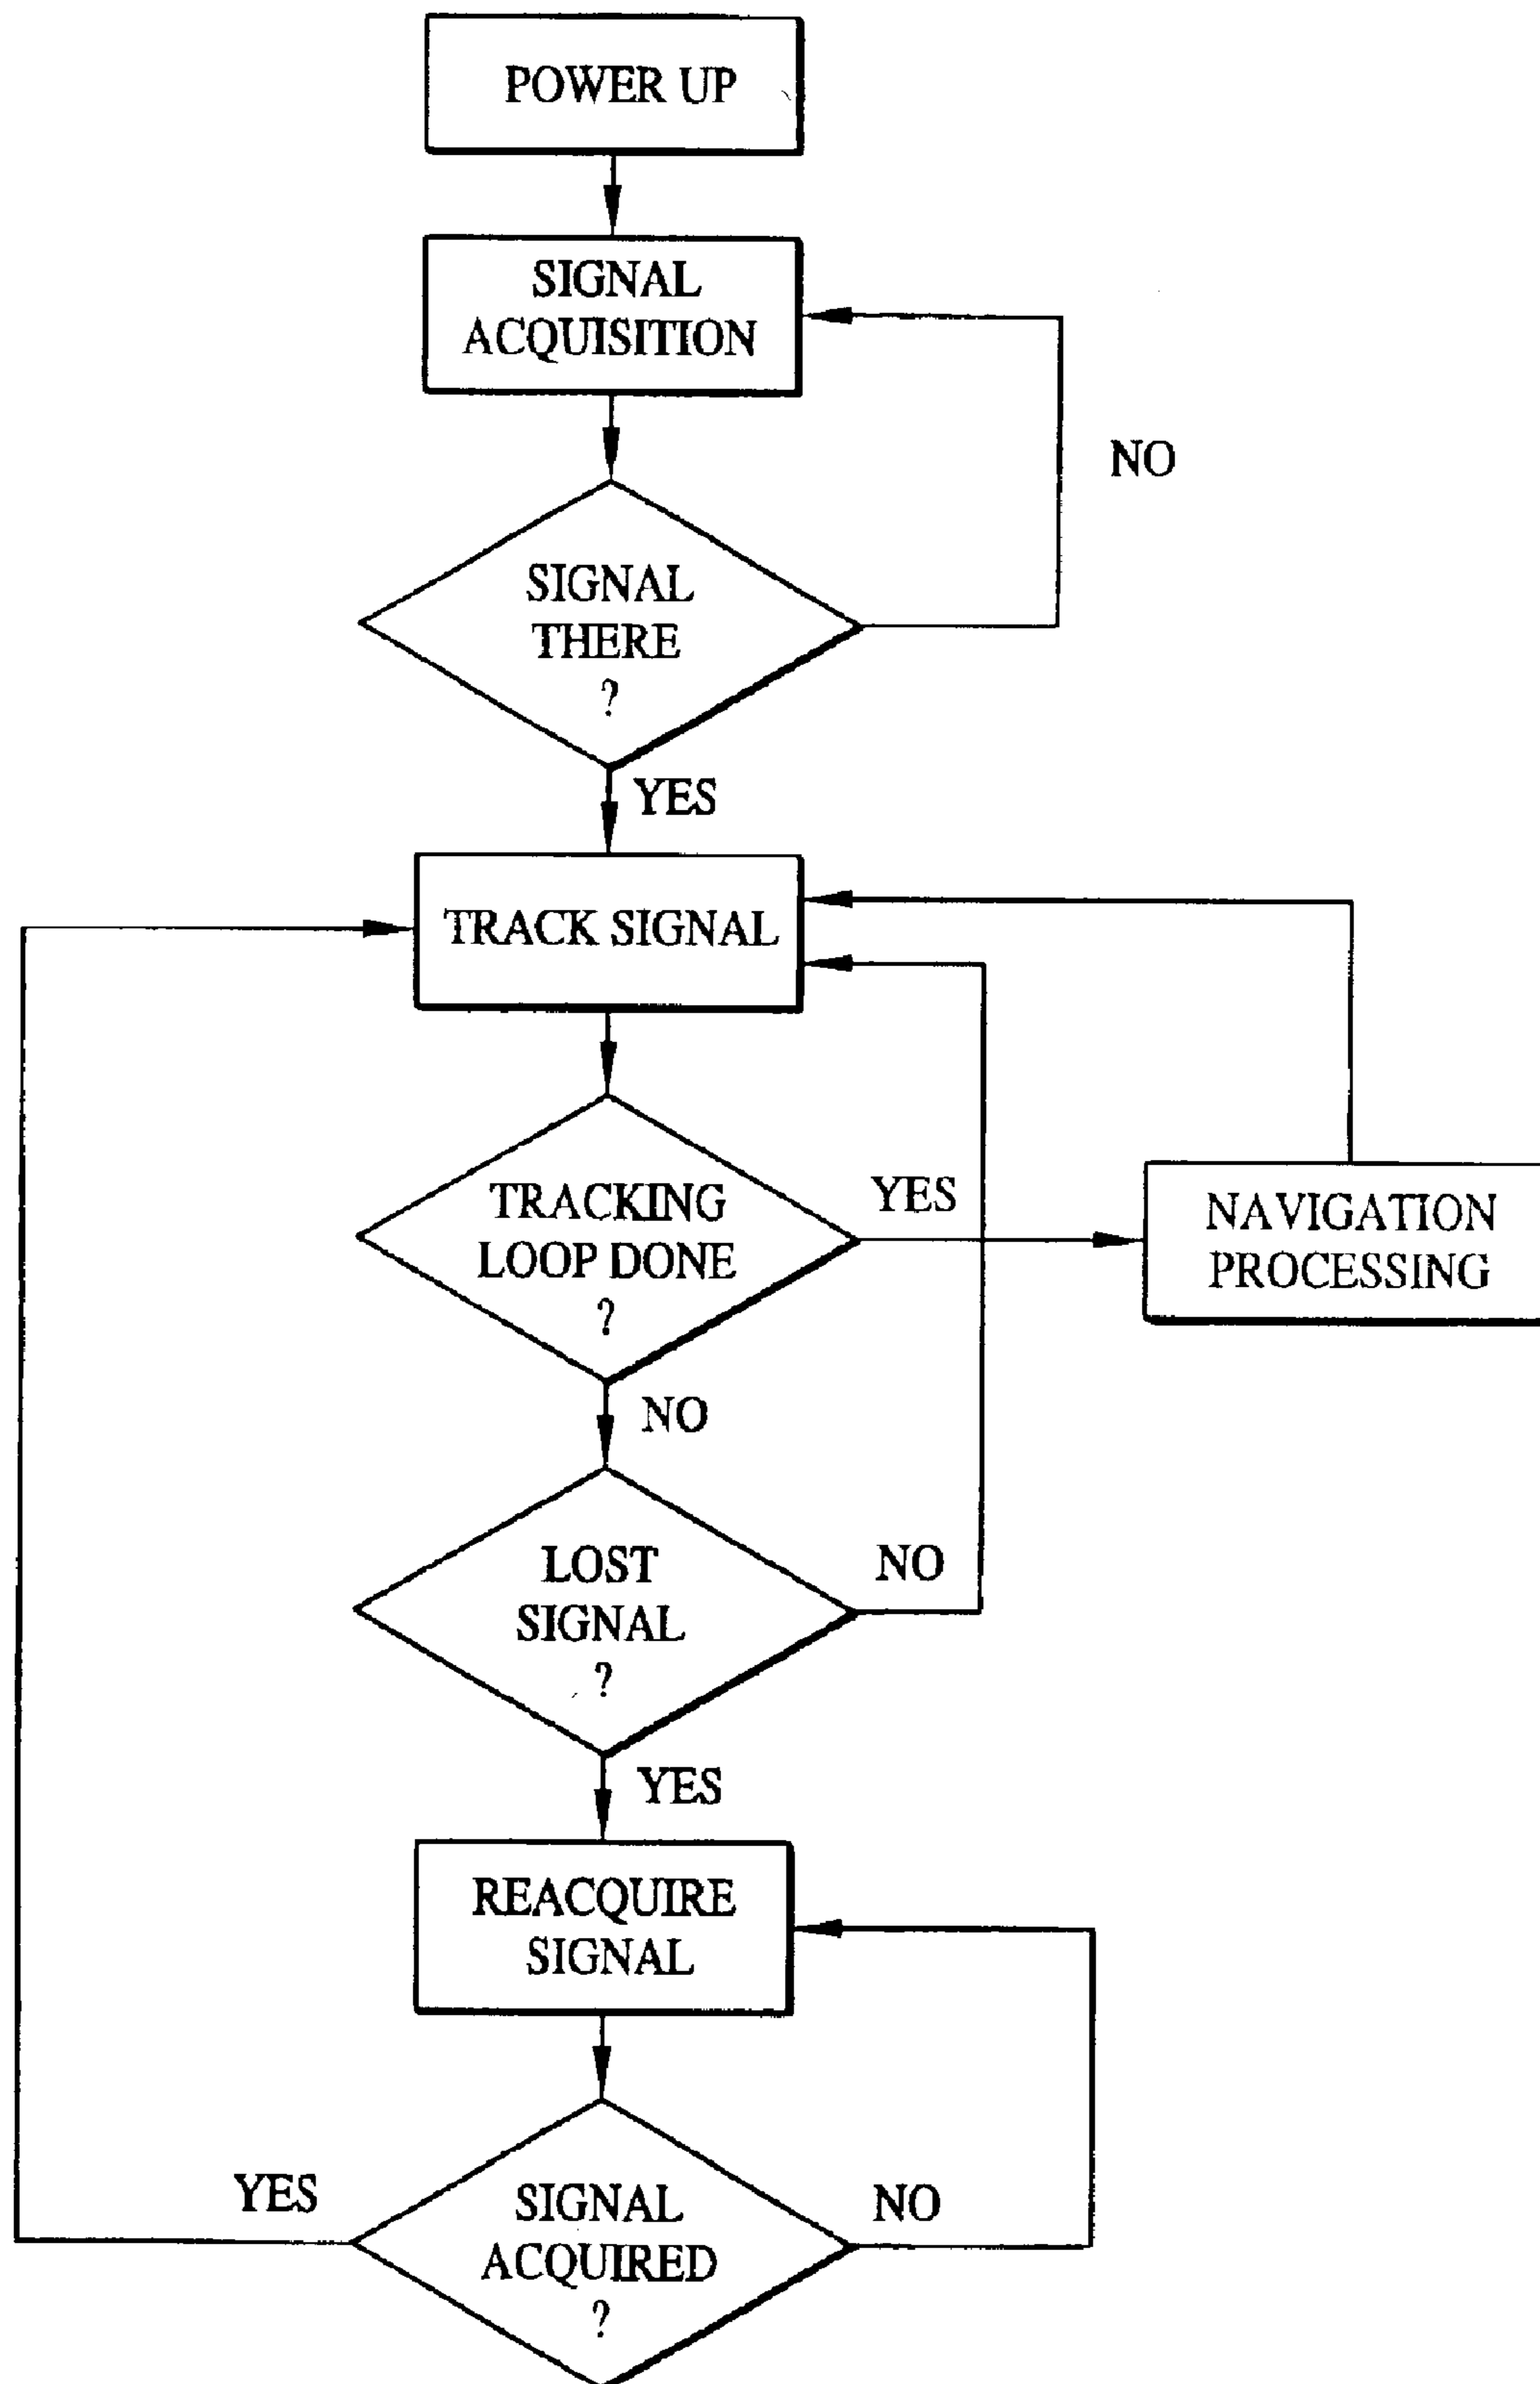 POWER UP
SIGNAL
ACQUISITION
NO
SIGNAL
THERE
?
YES
TRACK SIGNAL
TRACKING
LOOP DONE
?
YES
NAVIGATION
PROCESSING
NO
LOST
SIGNAL
?
NO
YES
REACQUIRE
SIGNAL
YES
SIGNAL
ACQUIRED
?
NO